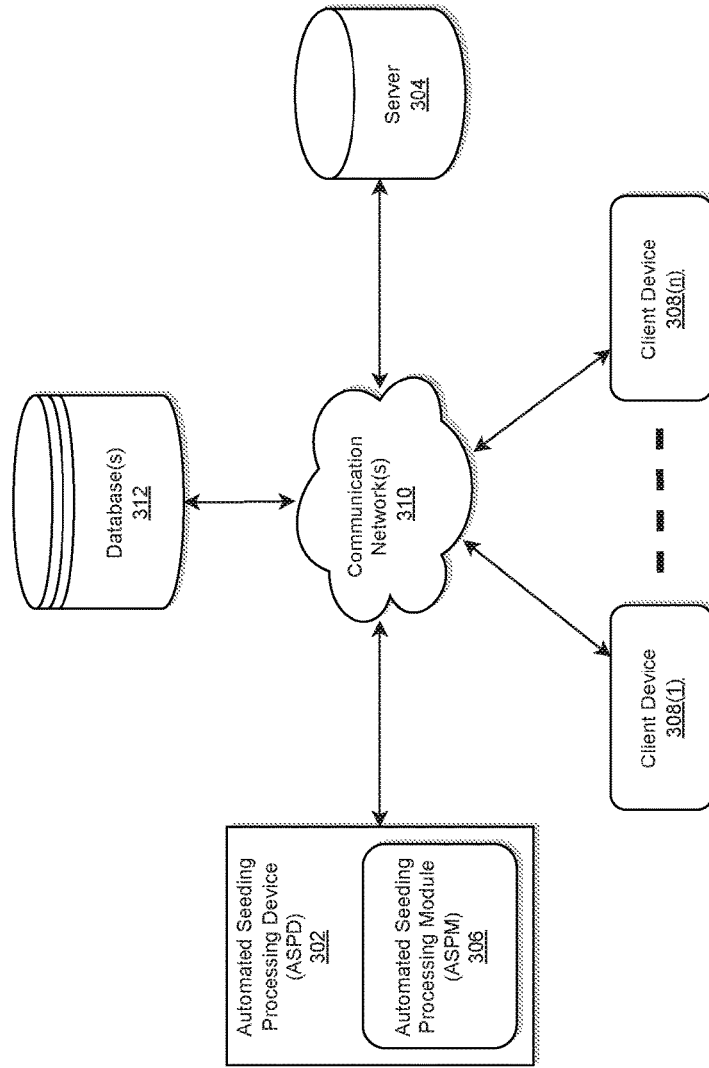 Database(s)
312
Automated Seeding
Processing Device
(ASPD)
302
Automated Seeding
Processing Module
(ASPM)
306
Communication
Network(s)
310
Server
304
Client Device
308(1)
Client Device
308(n)